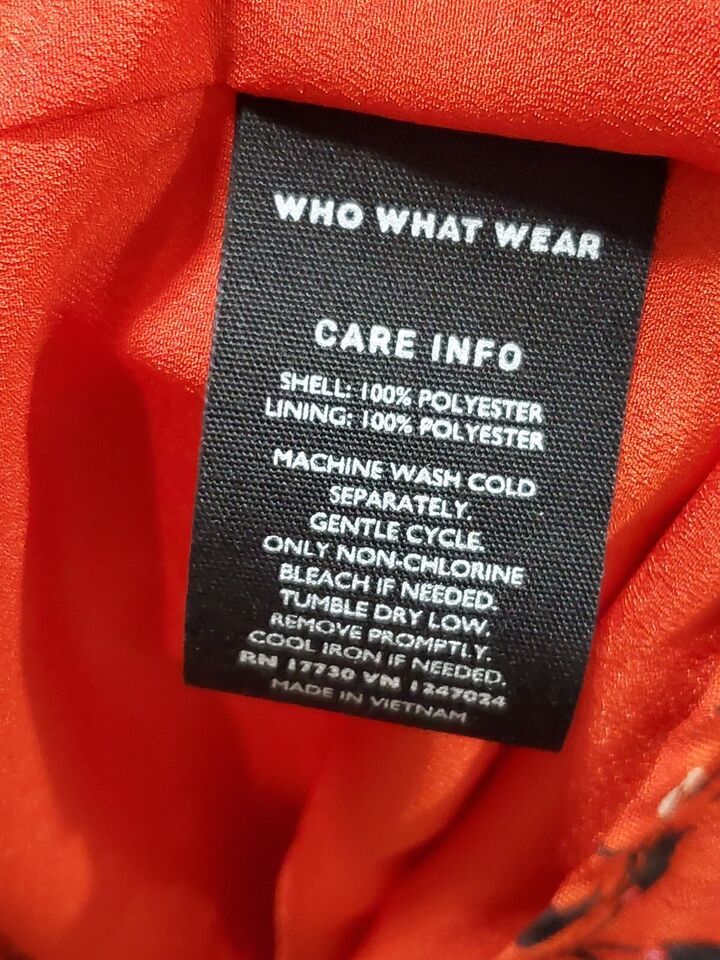 WHO WHAT WEAR
CARE INFO
SHELL: 100% POLYESTER
LINING: 100% POLYESTER
MACHINE WASH COLD
SEPARATELY.
GENTLE CYCLE.
ONLY NON-CHLORINE
BLEACH IF NEEDED.
TUMBLE DRY LOW.
REMOVE PROMPTLY.
COOL IRON IF NEEDED.
RN 17730 VN 1247024
MADE IN VIETNAM